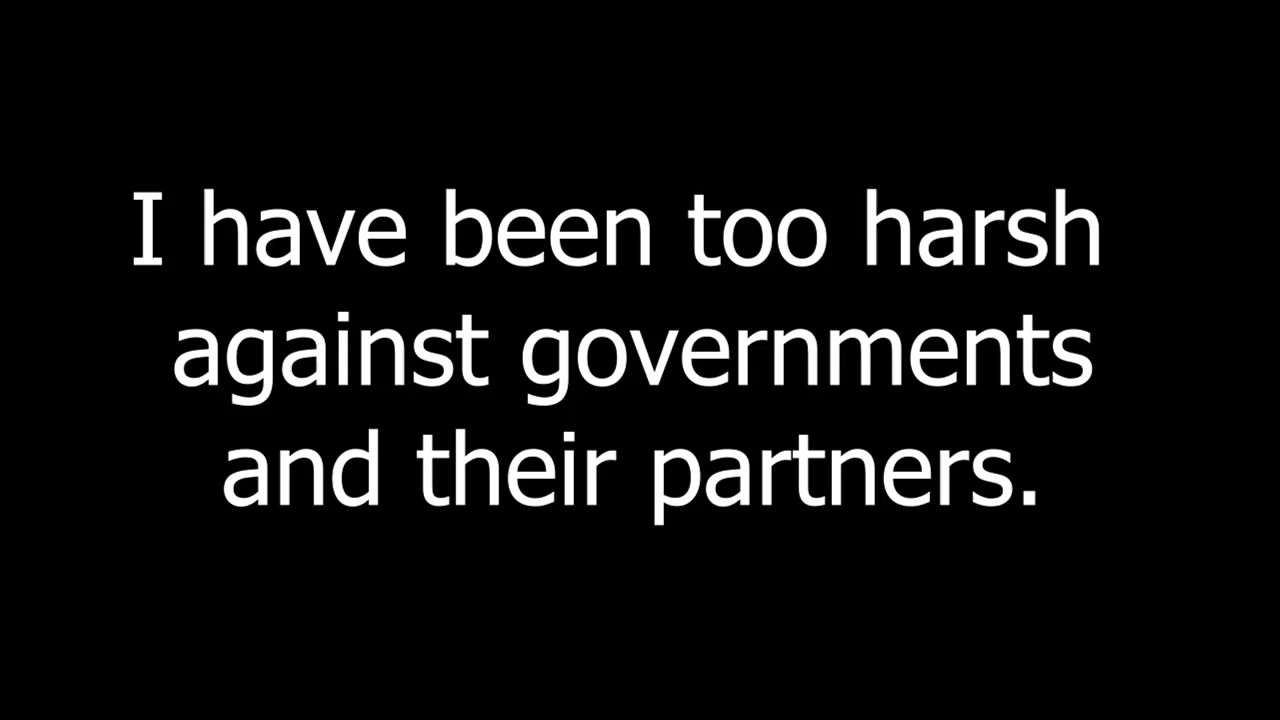 I have been too harsh
against governments
and their partners.